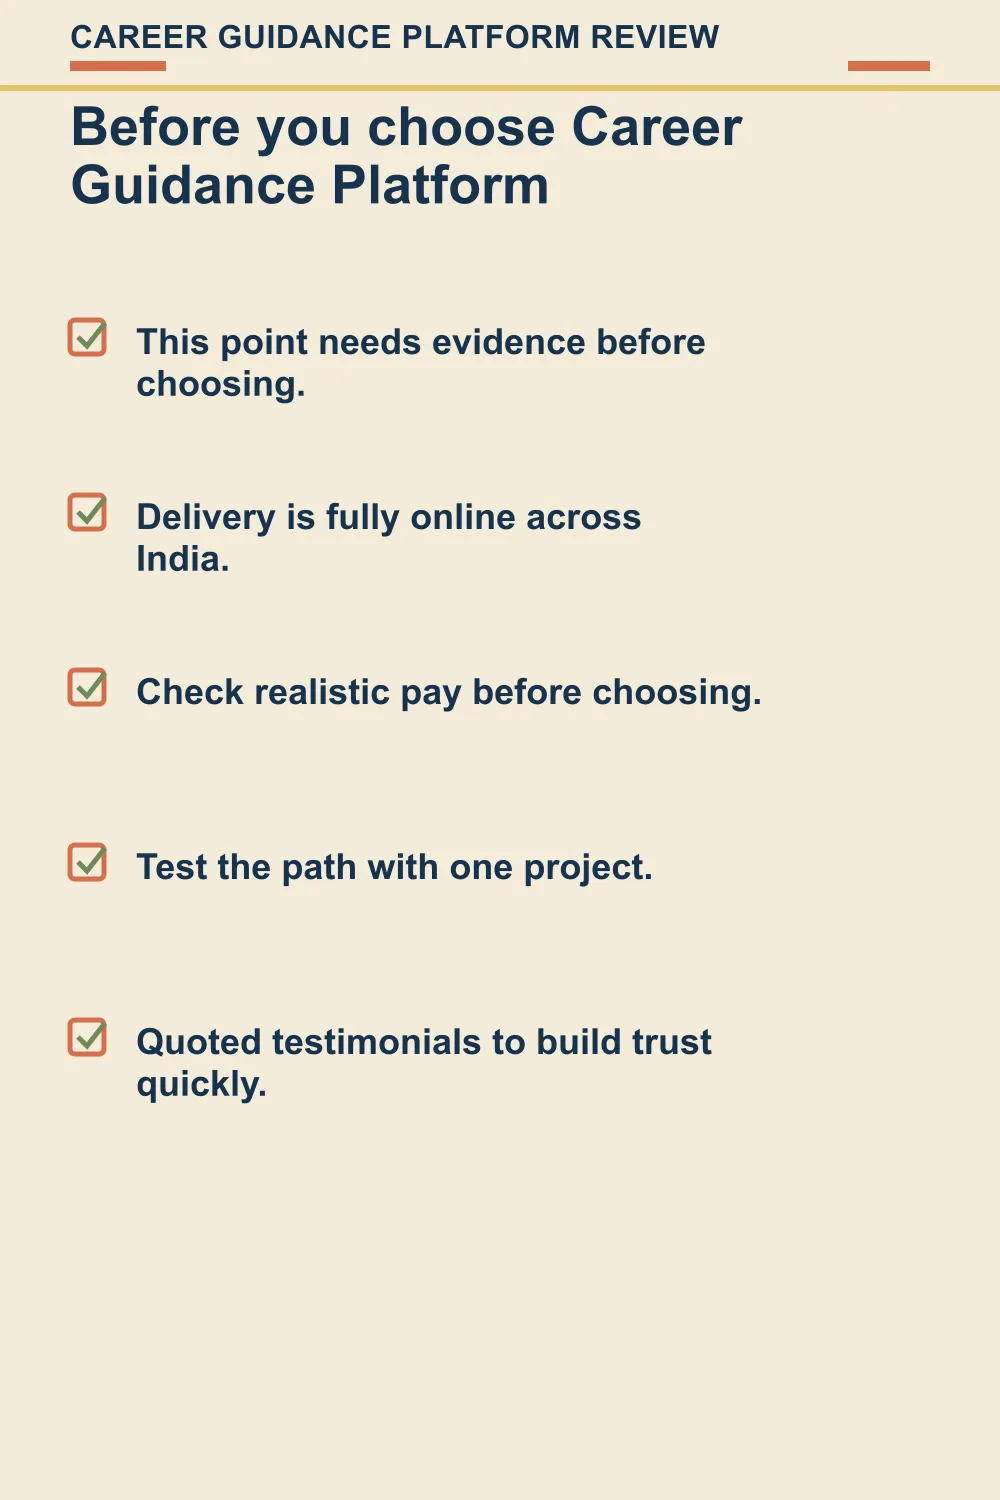 CAREER GUIDANCE PLATFORM REVIEW
Before you choose Career
Guidance Platform
This point needs evidence before
choosing.
Delivery is fully online across
India.
Check realistic pay before choosing.
Test the path with one project.
Quoted testimonials to build trust
quickly.